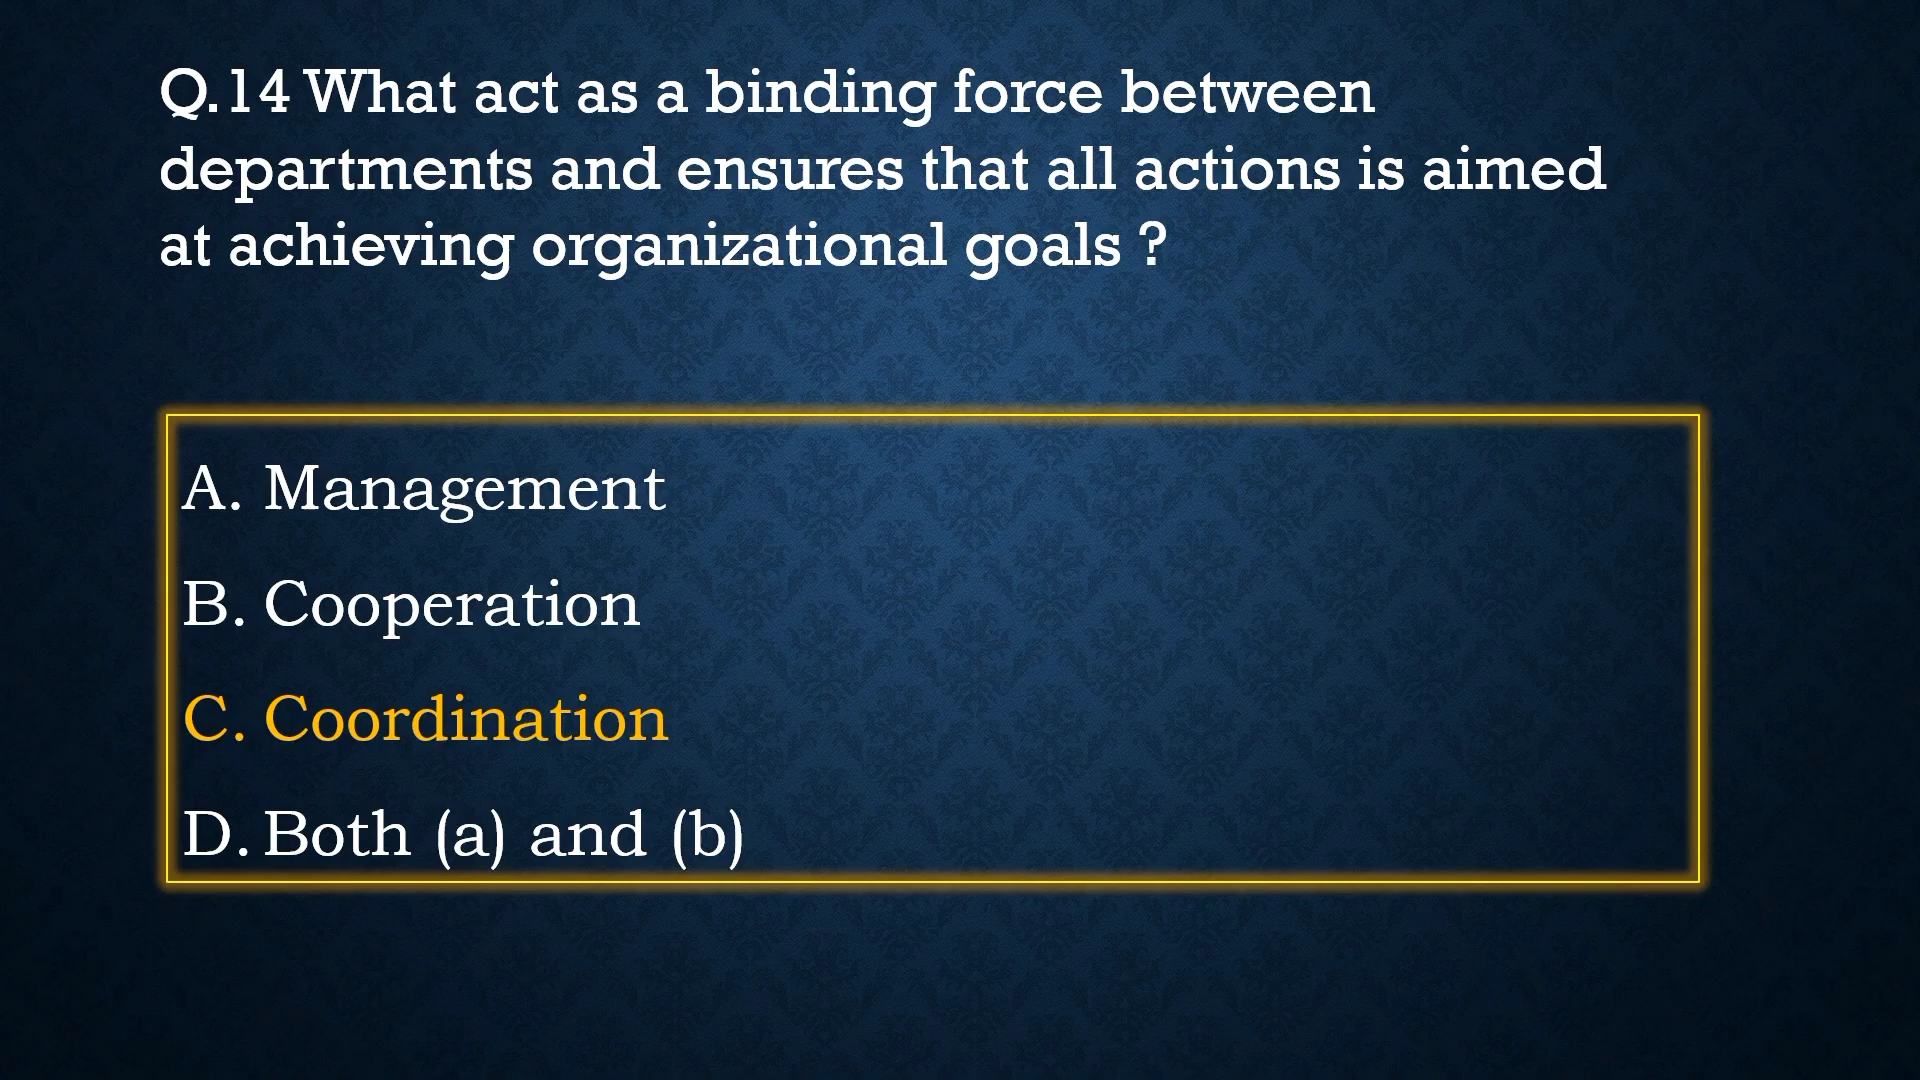 Q.14 What act as a binding force between
departments and ensures that all actions is aimed
at achieving organizational goals ?
A. Management
B. Cooperation
C. Coordination
D. Both (a) and (b)